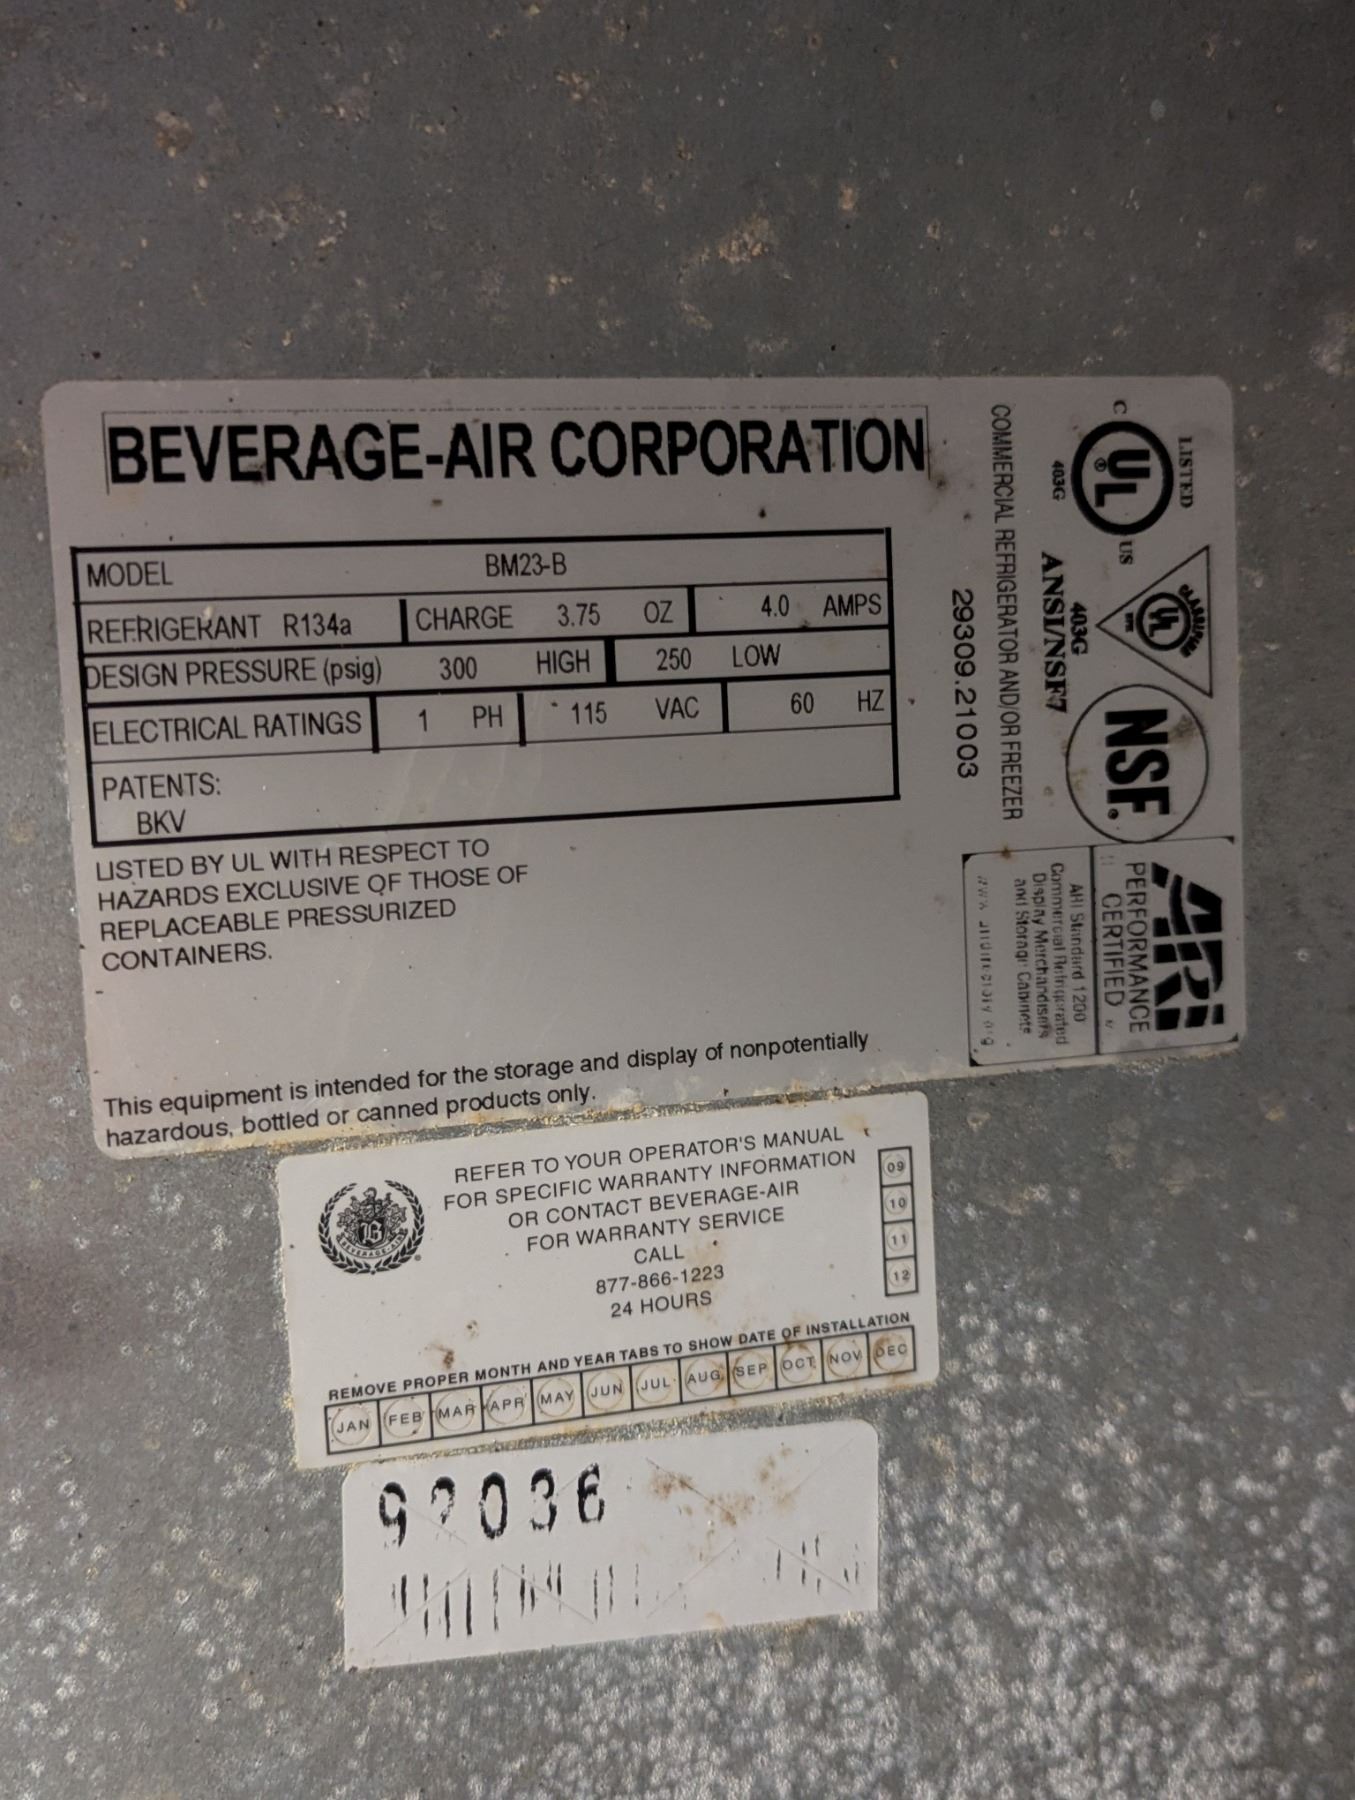 BEVERAGE-AIR CORPORATION
MODEL BM23-B
REFRIGERANT R134a CHARGE 3.75 OZ 4.0 AMPS
DESIGN PRESSURE (psig) 300 HIGH 250 LOW
ELECTRICAL RATINGS 1 PH 115 VAC 60 HZ
PATENTS:
BKV
LISTED BY UL WITH RESPECT TO
HAZARDS EXCLUSIVE OF THOSE OF
REPLACEABLE PRESSURIZED
CONTAINERS.
This equipment is intended for the storage and display of nonpotentially
hazardous, bottled or canned products only.
LISTED
C UL ® US
403G
CLASSIFIED
UL
403G
ANSI/NSF7
NSF.
COMMERCIAL REFRIGERATOR AND/OR FREEZER
29309.21003
ARI
PERFORMANCE
CERTIFIED
Standard 1200
Commercial Refrigerated
Display Merchandisers
and Storage Cabinets
B
BEVERAGE-AIR
REFER TO YOUR OPERATOR'S MANUAL
FOR SPECIFIC WARRANTY INFORMATION
OR CONTACT BEVERAGE-AIR
FOR WARRANTY SERVICE
CALL
877-866-1223
24 HOURS
09
10
11
12
REMOVE PROPER MONTH AND YEAR TABS TO SHOW DATE OF INSTALLATION
JAN FEB MAR APR MAY JUN JUL AUG SEP OCT NOV DEC